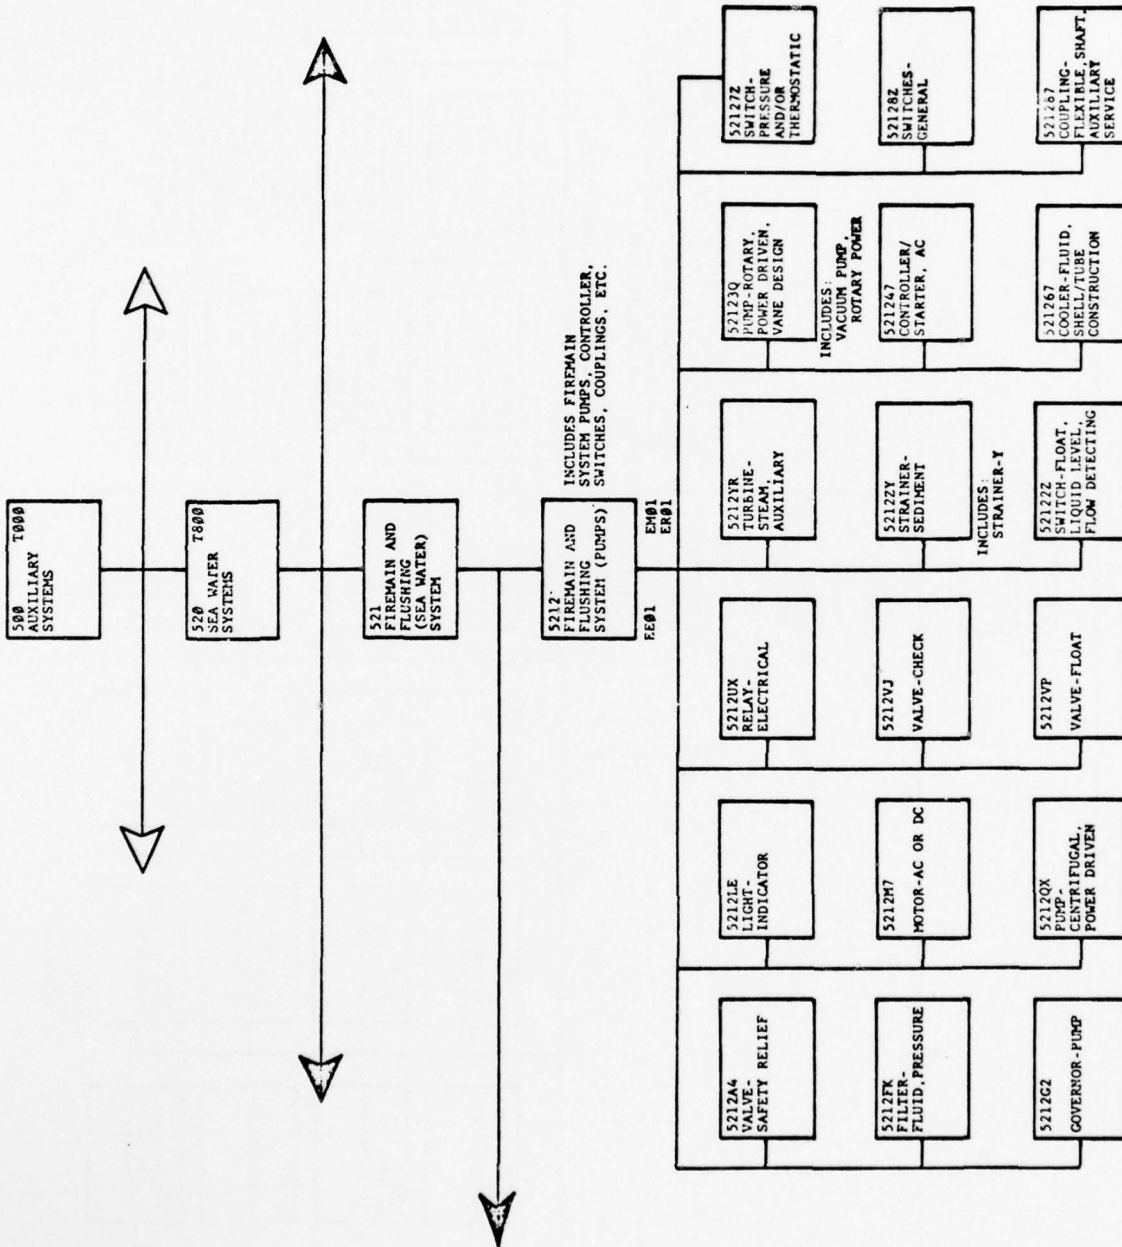 500 T000
AUXILIARY
SYSTEMS
520 T800
SEA WATER
SYSTEMS
521
FIREMAIN AND
FLUSHING
(SEA WATER)
SYSTEM
5212
FIREMAIN AND
FLUSHING
SYSTEM (PUMPS)
INCLUDES FIREMAIN
SYSTEM PUMPS, CONTROLLER,
SWITCHES, COUPLINGS, ETC.
EE01
EM01
ER01
5212A4
VALVE-
SAFETY RELIEF
5212LE
LIGHT-
INDICATOR
5212UX
RELAY-
ELECTRICAL
5212YR
TURBINE-
STEAM,
AUXILIARY
52123Q
PUMP-ROTARY,
POWER DRIVEN,
VANE DESIGN
INCLUDES:
VACUUM PUMP,
ROTARY POWER
52127Z
SWITCH-
PRESSURE
AND/OR
THERMOSTATIC
5212FK
FILTER-
FLUID,PRESSURE
5212M7
MOTOR-AC OR DC
5212VJ
VALVE-CHECK
52122Y
STRAINER-
SEDIMENT
INCLUDES:
STRAINER-Y
521247
CONTROLLER/
STARTER, AC
52128Z
SWITCHES-
GENERAL
5212G2
GOVERNOR-PUMP
5212QX
PUMP-
CENTRIFUGAL,
POWER DRIVEN
5212VP
VALVE-FLOAT
52122Z
SWITCH-FLOAT,
LIQUID LEVEL,
FLOW DETECTING
521267
COOLER-FLUID,
SHELL/TUBE
CONSTRUCTION
521287
COUPLING-
FLEXIBLE,SHAFT,
AUXILIARY
SERVICE